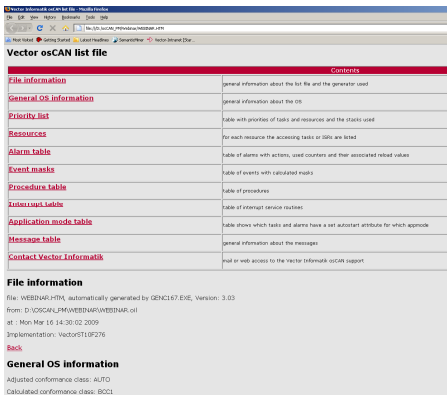 Vector Informatik osCAN list file - Mozilla Firefox
File Edit View History Bookmarks Tools Help
Most Visited Getting Started Latest Headlines
Vector osCAN list file
Contents
File information general information about the list file and the generator used
General OS information general information about the OS
Priority list table with priorities of tasks and resources and the stacks used
Resources for each resource the accessing tasks or ISRs are listed
Alarm table table of alarms with actions, used counters and their associated reload values
Event masks table of events with calculated masks
Procedure table table of procedures
Interrupt table table of interrupt service routines
Application mode table table shows which tasks and alarms have a set autostart attribute for which appmode
Message table general information about the messages
Contact Vector Informatik mail or web access to the Vector Informatik osCAN support
File information
file: WEBINAR.HTM, automatically generated by GENC167.EXE, Version: 3.03
from: D:\OSCAN_PM\WEBINAR\WEBINAR.oil
at : Mon Mar 16 14:30:02 2009
Implementation: VectorST10F276
Back
General OS information
Adjusted conformance class: AUTO
Calculated conformance class: BCC1